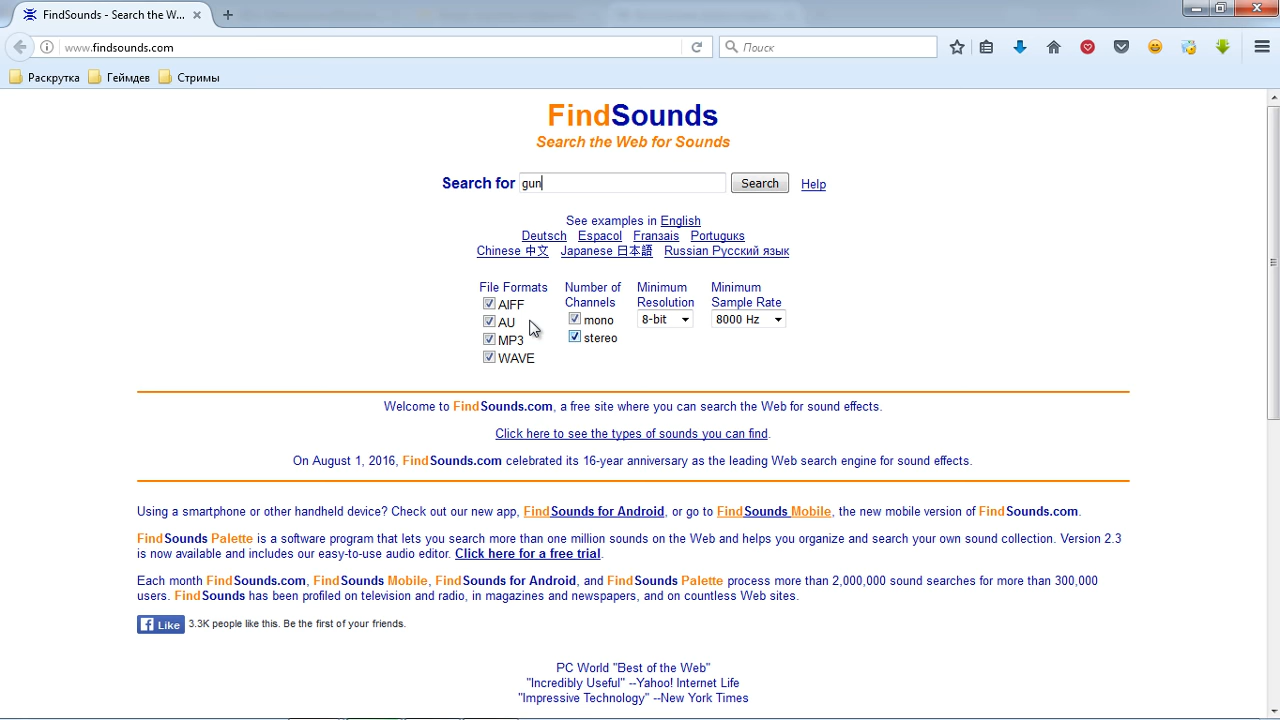 FindSounds - Search the W...
www.findsounds.com
Поиск
Раскрутка Геймдев Стримы
FindSounds
Search the Web for Sounds
Search for gun Search Help
See examples in English
Deutsch Espacol Franзais Portuguкs
Chinese 中文 Japanese 日本語 Russian Русский язык
File Formats Number of Channels Minimum Resolution Minimum Sample Rate
AIFF
AU
MP3
WAVE
mono
stereo
8-bit
8000 Hz
Welcome to FindSounds.com, a free site where you can search the Web for sound effects.
Click here to see the types of sounds you can find.
On August 1, 2016, FindSounds.com celebrated its 16-year anniversary as the leading Web search engine for sound effects.
Using a smartphone or other handheld device? Check out our new app, FindSounds for Android, or go to FindSounds Mobile, the new mobile version of FindSounds.com.
FindSounds Palette is a software program that lets you search more than one million sounds on the Web and helps you organize and search your own sound collection. Version 2.3
is now available and includes our easy-to-use audio editor. Click here for a free trial.
Each month FindSounds.com, FindSounds Mobile, FindSounds for Android, and FindSounds Palette process more than 2,000,000 sound searches for more than 300,000
users. FindSounds has been profiled on television and radio, in magazines and newspapers, and on countless Web sites.
Like 3.3K people like this. Be the first of your friends.
PC World "Best of the Web"
"Incredibly Useful" --Yahoo! Internet Life
"Impressive Technology" --New York Times